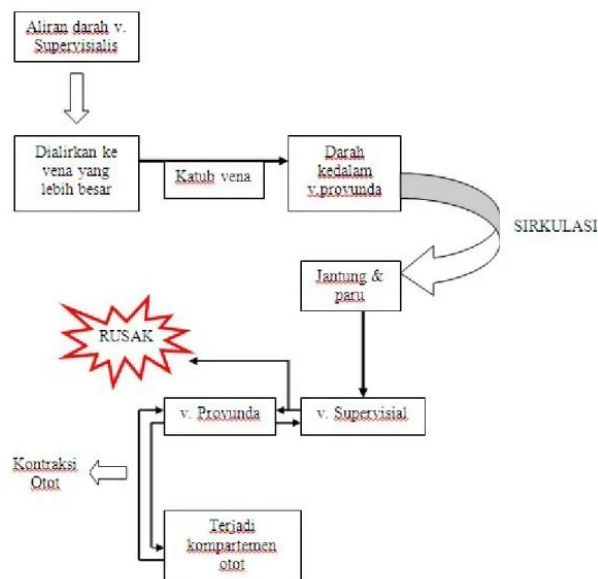 Aliran darah v.
Supervisialis
Dialirkan ke
vena yang
lebih besar
Katub vena
Darah
kedalam
v.provunda
SIRKULASI
Jantung &
paru
RUSAK
v. Provunda
v. Supervisial
Kontraksi
Otot
Terjadi
kompartemen
otot